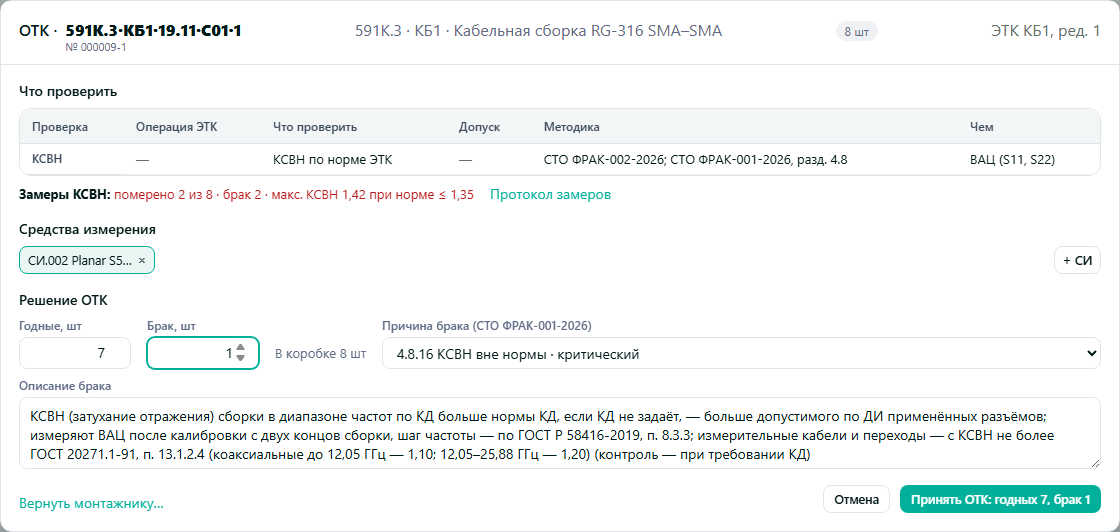 ОТК · 591К.3·КБ1·19.11·С01·1
№ 000009-1
591К.3 · КБ1 · Кабельная сборка RG-316 SMA–SMA
8 шт
ЭТК КБ1, ред. 1
Что проверить
Проверка Операция ЭТК Что проверить Допуск Методика Чем
КСВН — КСВН по норме ЭТК — СТО ФРАК-002-2026; СТО ФРАК-001-2026, разд. 4.8 ВАЦ (S11, S22)
Замеры КСВН: померено 2 из 8 · брак 2 · макс. КСВН 1,42 при норме ≤ 1,35 Протокол замеров
Средства измерения
СИ.002 Planar S5... ×
+ СИ
Решение ОТК
Годные, шт Брак, шт Причина брака (СТО ФРАК-001-2026)
7 1 В коробке 8 шт 4.8.16 КСВН вне нормы · критический
Описание брака
КСВН (затухание отражения) сборки в диапазоне частот по КД больше нормы КД, если КД не задаёт, — больше допустимого по ДИ применённых разъёмов;
измеряют ВАЦ после калибровки с двух концов сборки, шаг частоты — по ГОСТ Р 58416-2019, п. 8.3.3; измерительные кабели и переходы — с КСВН не более
ГОСТ 20271.1-91, п. 13.1.2.4 (коаксиальные до 12,05 ГГц — 1,10; 12,05–25,88 ГГц — 1,20) (контроль — при требовании КД)
Вернуть монтажнику...
Отмена
Принять ОТК: годных 7, брак 1